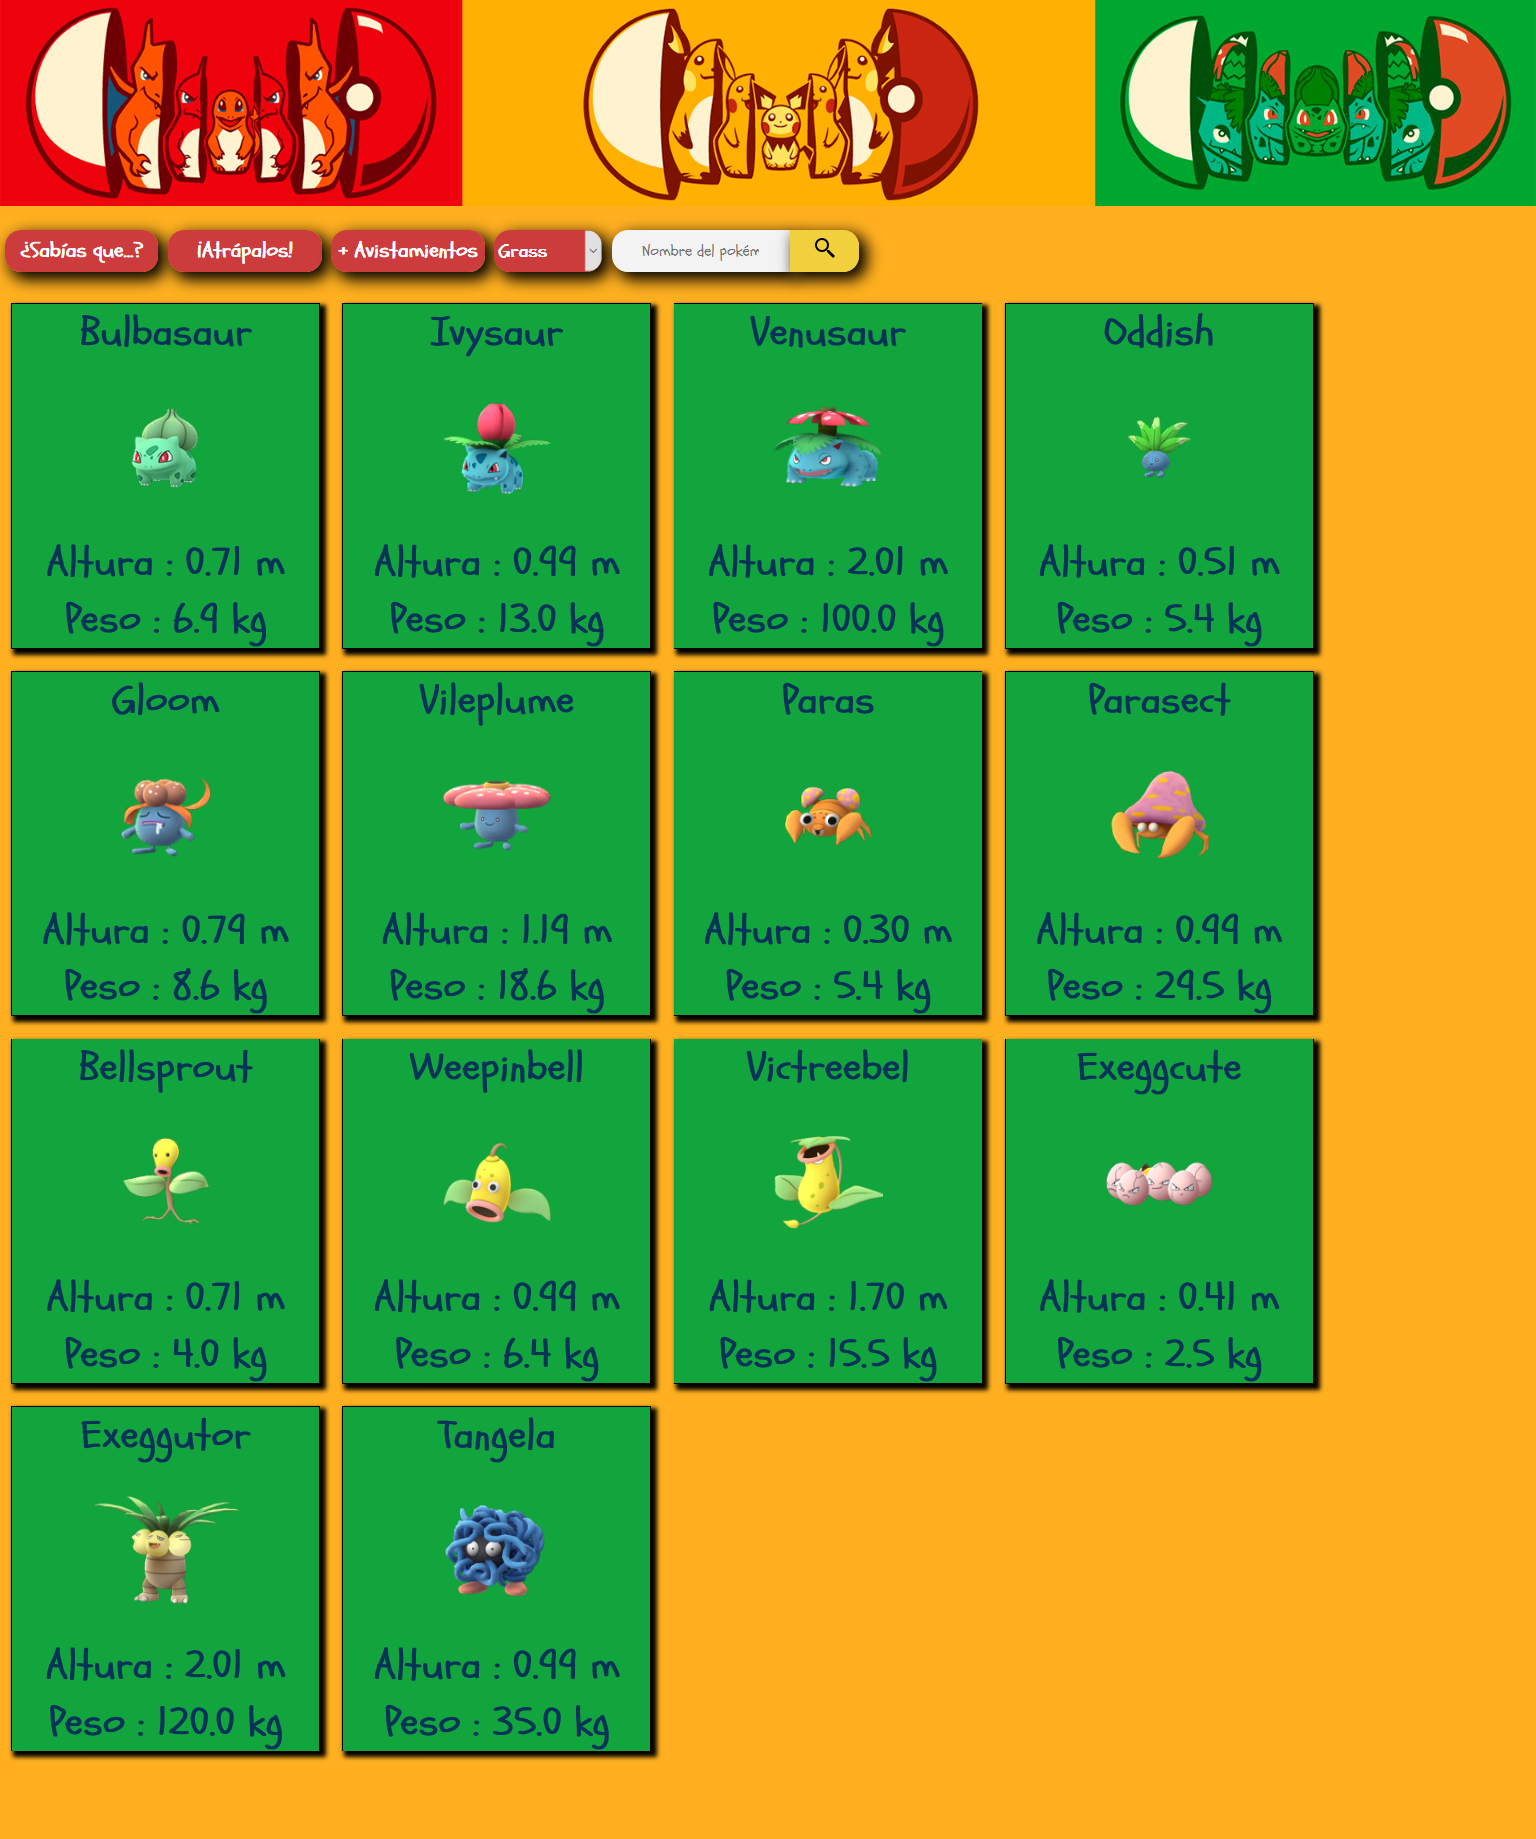 ¿Sabías que...? ¡Atrápalos! + Avistamientos Grass Nombre del pokém
Bulbasaur Ivysaur Venusaur Oddish
Altura : 0.71 m Altura : 0.99 m Altura : 2.01 m Altura : 0.51 m
Peso : 6.9 kg Peso : 13.0 kg Peso : 100.0 kg Peso : 5.4 kg
Gloom Vileplume Paras Parasect
Altura : 0.79 m Altura : 1.19 m Altura : 0.30 m Altura : 0.99 m
Peso : 8.6 kg Peso : 18.6 kg Peso : 5.4 kg Peso : 29.5 kg
Bellsprout Weepinbell Victreebel Exeggcute
Altura : 0.71 m Altura : 0.99 m Altura : 1.70 m Altura : 0.41 m
Peso : 4.0 kg Peso : 6.4 kg Peso : 15.5 kg Peso : 2.5 kg
Exeggutor Tangela
Altura : 2.01 m Altura : 0.99 m
Peso : 120.0 kg Peso : 35.0 kg